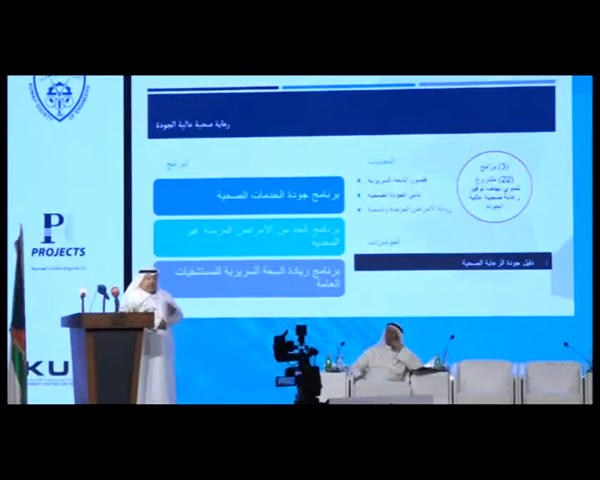 رعاية صحية عالية الجودة
البرامج
برنامج جودة الخدمات الصحية
برنامج الحد من الأمراض المزمنة غير
المعدية
برنامج زيادة السعة السريرية للمستشفيات
العامة
التحديات
قصور السعة السريرية
تدني الجودة الصحية
زيادة الأمراض المزمنة والسمنة
المؤشرات
دليل جودة الرعاية الصحية
(3) برامج
(22) مشروع
تنموي بهدف توفير
رعاية صحية عالية
الجودة
P
PROJECTS
KU